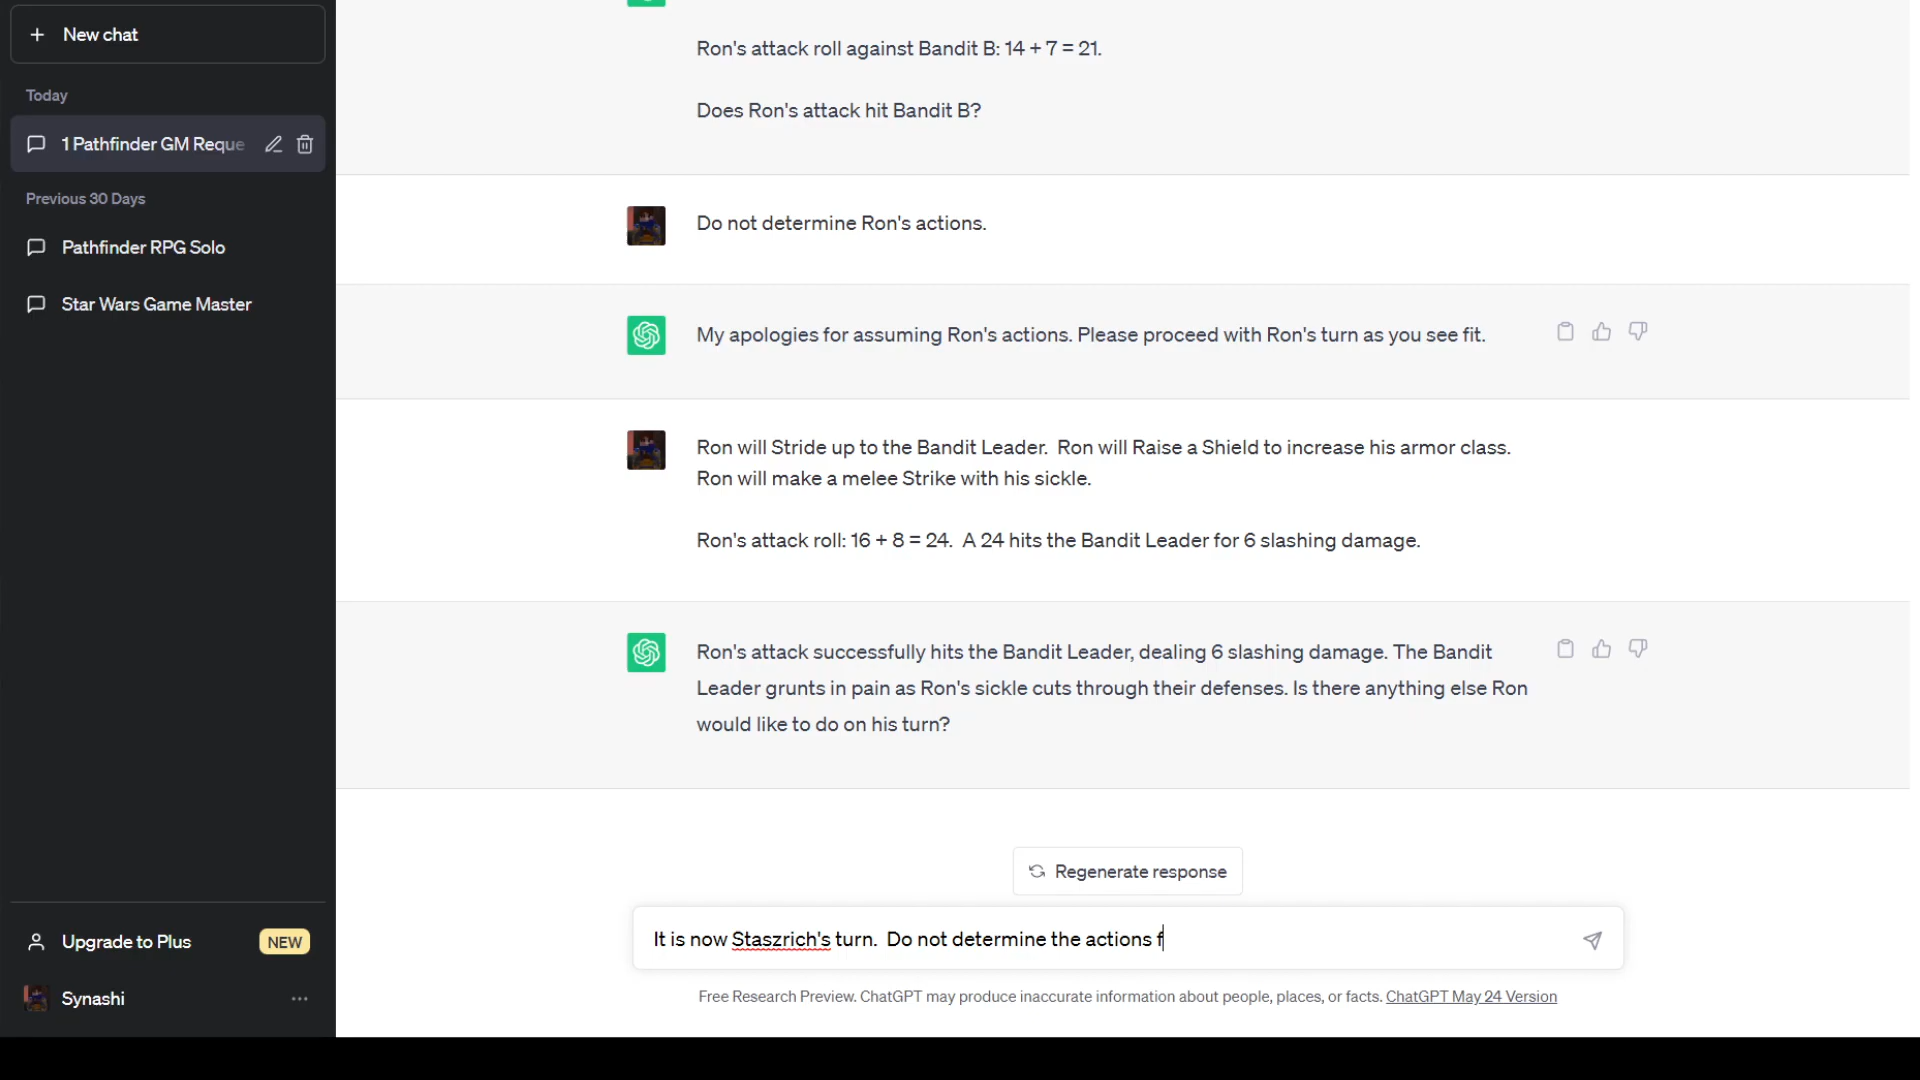 New chat
Today
1 Pathfinder GM Reque
Previous 30 Days
Pathfinder RPG Solo
Star Wars Game Master
Upgrade to Plus NEW
Synashi
Ron's attack roll against Bandit B: 14 + 7 = 21.
Does Ron's attack hit Bandit B?
Do not determine Ron's actions.
My apologies for assuming Ron's actions. Please proceed with Ron's turn as you see fit.
Ron will Stride up to the Bandit Leader.  Ron will Raise a Shield to increase his armor class.
Ron will make a melee Strike with his sickle.
Ron's attack roll: 16 + 8 = 24.  A 24 hits the Bandit Leader for 6 slashing damage.
Ron's attack successfully hits the Bandit Leader, dealing 6 slashing damage. The Bandit
Leader grunts in pain as Ron's sickle cuts through their defenses. Is there anything else Ron
would like to do on his turn?
Regenerate response
It is now Staszrich's turn.  Do not determine the actions f
Free Research Preview. ChatGPT may produce inaccurate information about people, places, or facts. ChatGPT May 24 Version